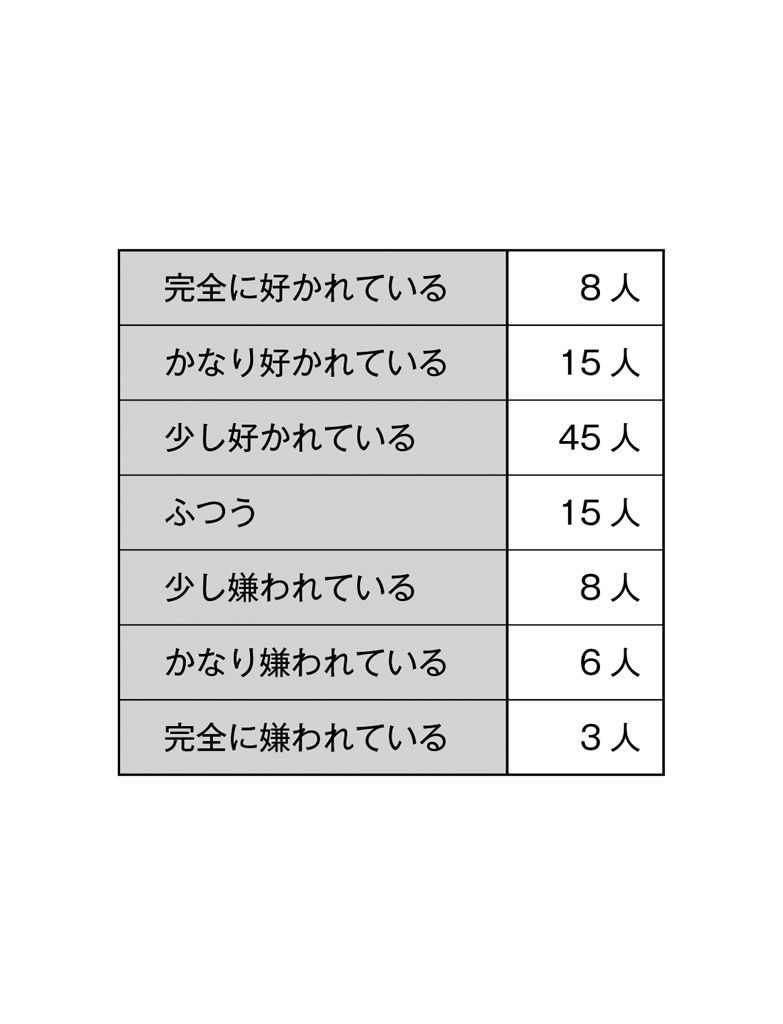 完全に好かれている 8人
かなり好かれている 15人
少し好かれている 45人
ふつう 15人
少し嫌われている 8人
かなり嫌われている 6人
完全に嫌われている 3人